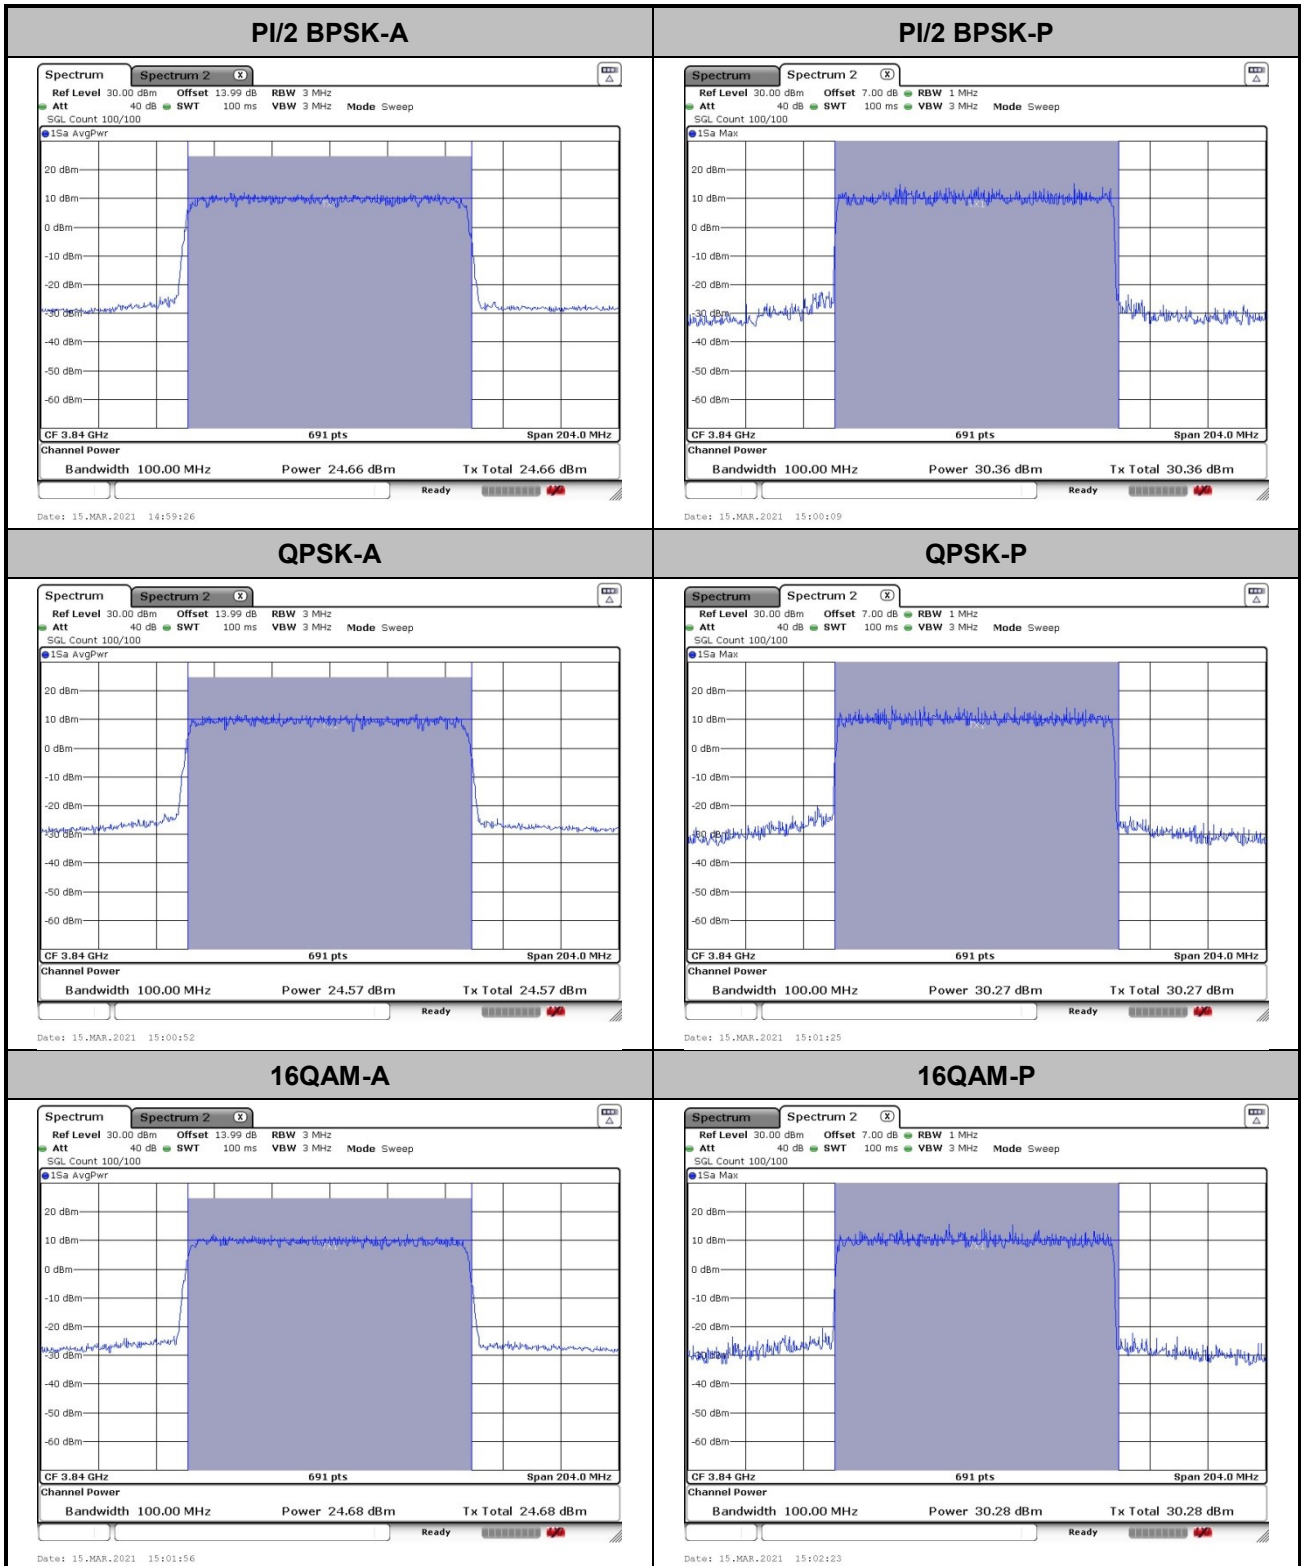 PI/2 BPSK-A
Spectrum Spectrum 2 X
Ref Level 30.00 dBm Offset 13.99 dB RBW 3 MHz
Att 40 dB SWT 100 ms VBW 3 MHz Mode Sweep
SGL Count 100/100
1Sa AvgPwr
20 dBm
10 dBm
0 dBm
-10 dBm
-20 dBm
-30 dBm
-40 dBm
-50 dBm
-60 dBm
CF 3.84 GHz 691 pts Span 204.0 MHz
Channel Power
Bandwidth 100.00 MHz Power 24.66 dBm Tx Total 24.66 dBm
Ready
Date: 15.MAR.2021 14:59:26
PI/2 BPSK-P
Spectrum Spectrum 2 X
Ref Level 30.00 dBm Offset 7.00 dB RBW 1 MHz
Att 40 dB SWT 100 ms VBW 3 MHz Mode Sweep
SGL Count 100/100
1Sa Max
20 dBm
10 dBm
0 dBm
-10 dBm
-20 dBm
-30 dBm
-40 dBm
-50 dBm
-60 dBm
CF 3.84 GHz 691 pts Span 204.0 MHz
Channel Power
Bandwidth 100.00 MHz Power 30.36 dBm Tx Total 30.36 dBm
Ready
Date: 15.MAR.2021 15:00:09
QPSK-A
Spectrum Spectrum 2 X
Ref Level 30.00 dBm Offset 13.99 dB RBW 3 MHz
Att 40 dB SWT 100 ms VBW 3 MHz Mode Sweep
SGL Count 100/100
1Sa AvgPwr
20 dBm
10 dBm
0 dBm
-10 dBm
-20 dBm
-30 dBm
-40 dBm
-50 dBm
-60 dBm
CF 3.84 GHz 691 pts Span 204.0 MHz
Channel Power
Bandwidth 100.00 MHz Power 24.57 dBm Tx Total 24.57 dBm
Ready
Date: 15.MAR.2021 15:00:52
QPSK-P
Spectrum Spectrum 2 X
Ref Level 30.00 dBm Offset 7.00 dB RBW 1 MHz
Att 40 dB SWT 100 ms VBW 3 MHz Mode Sweep
SGL Count 100/100
1Sa Max
20 dBm
10 dBm
0 dBm
-10 dBm
-20 dBm
-30 dBm
-40 dBm
-50 dBm
-60 dBm
CF 3.84 GHz 691 pts Span 204.0 MHz
Channel Power
Bandwidth 100.00 MHz Power 30.27 dBm Tx Total 30.27 dBm
Ready
Date: 15.MAR.2021 15:01:25
16QAM-A
Spectrum Spectrum 2 X
Ref Level 30.00 dBm Offset 13.99 dB RBW 3 MHz
Att 40 dB SWT 100 ms VBW 3 MHz Mode Sweep
SGL Count 100/100
1Sa AvgPwr
20 dBm
10 dBm
0 dBm
-10 dBm
-20 dBm
-30 dBm
-40 dBm
-50 dBm
-60 dBm
CF 3.84 GHz 691 pts Span 204.0 MHz
Channel Power
Bandwidth 100.00 MHz Power 24.68 dBm Tx Total 24.68 dBm
Ready
Date: 15.MAR.2021 15:01:56
16QAM-P
Spectrum Spectrum 2 X
Ref Level 30.00 dBm Offset 7.00 dB RBW 1 MHz
Att 40 dB SWT 100 ms VBW 3 MHz Mode Sweep
SGL Count 100/100
1Sa Max
20 dBm
10 dBm
0 dBm
-10 dBm
-20 dBm
-30 dBm
-40 dBm
-50 dBm
-60 dBm
CF 3.84 GHz 691 pts Span 204.0 MHz
Channel Power
Bandwidth 100.00 MHz Power 30.28 dBm Tx Total 30.28 dBm
Ready
Date: 15.MAR.2021 15:02:23